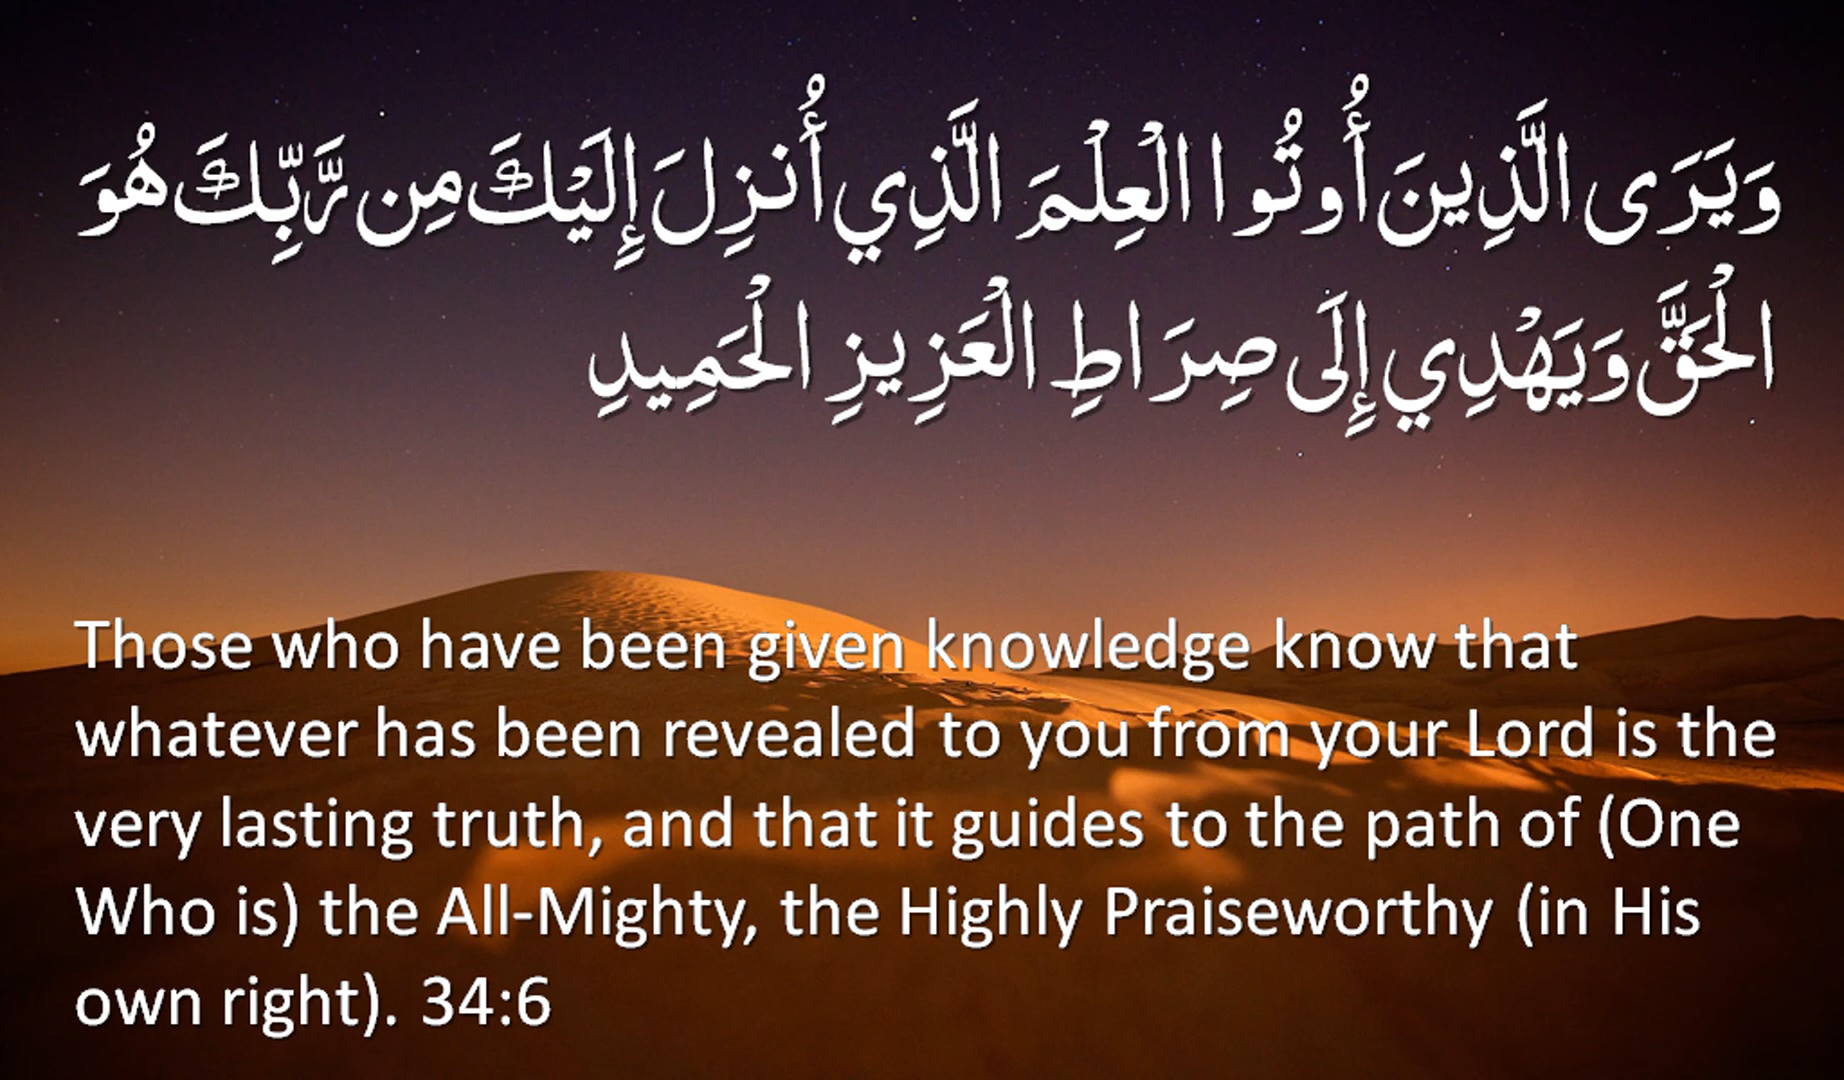 وَيَرَى الَّذِينَ أُوتُوا الْعِلْمَ الَّذِي أُنزِلَ إِلَيْكَ مِن رَّبِّكَ هُوَ
الْحَقَّ وَيَهْدِي إِلَى صِرَاطِ الْعَزِيزِ الْحَمِيدِ
Those who have been given knowledge know that
whatever has been revealed to you from your Lord is the
very lasting truth, and that it guides to the path of (One
Who is) the All-Mighty, the Highly Praiseworthy (in His
own right). 34:6